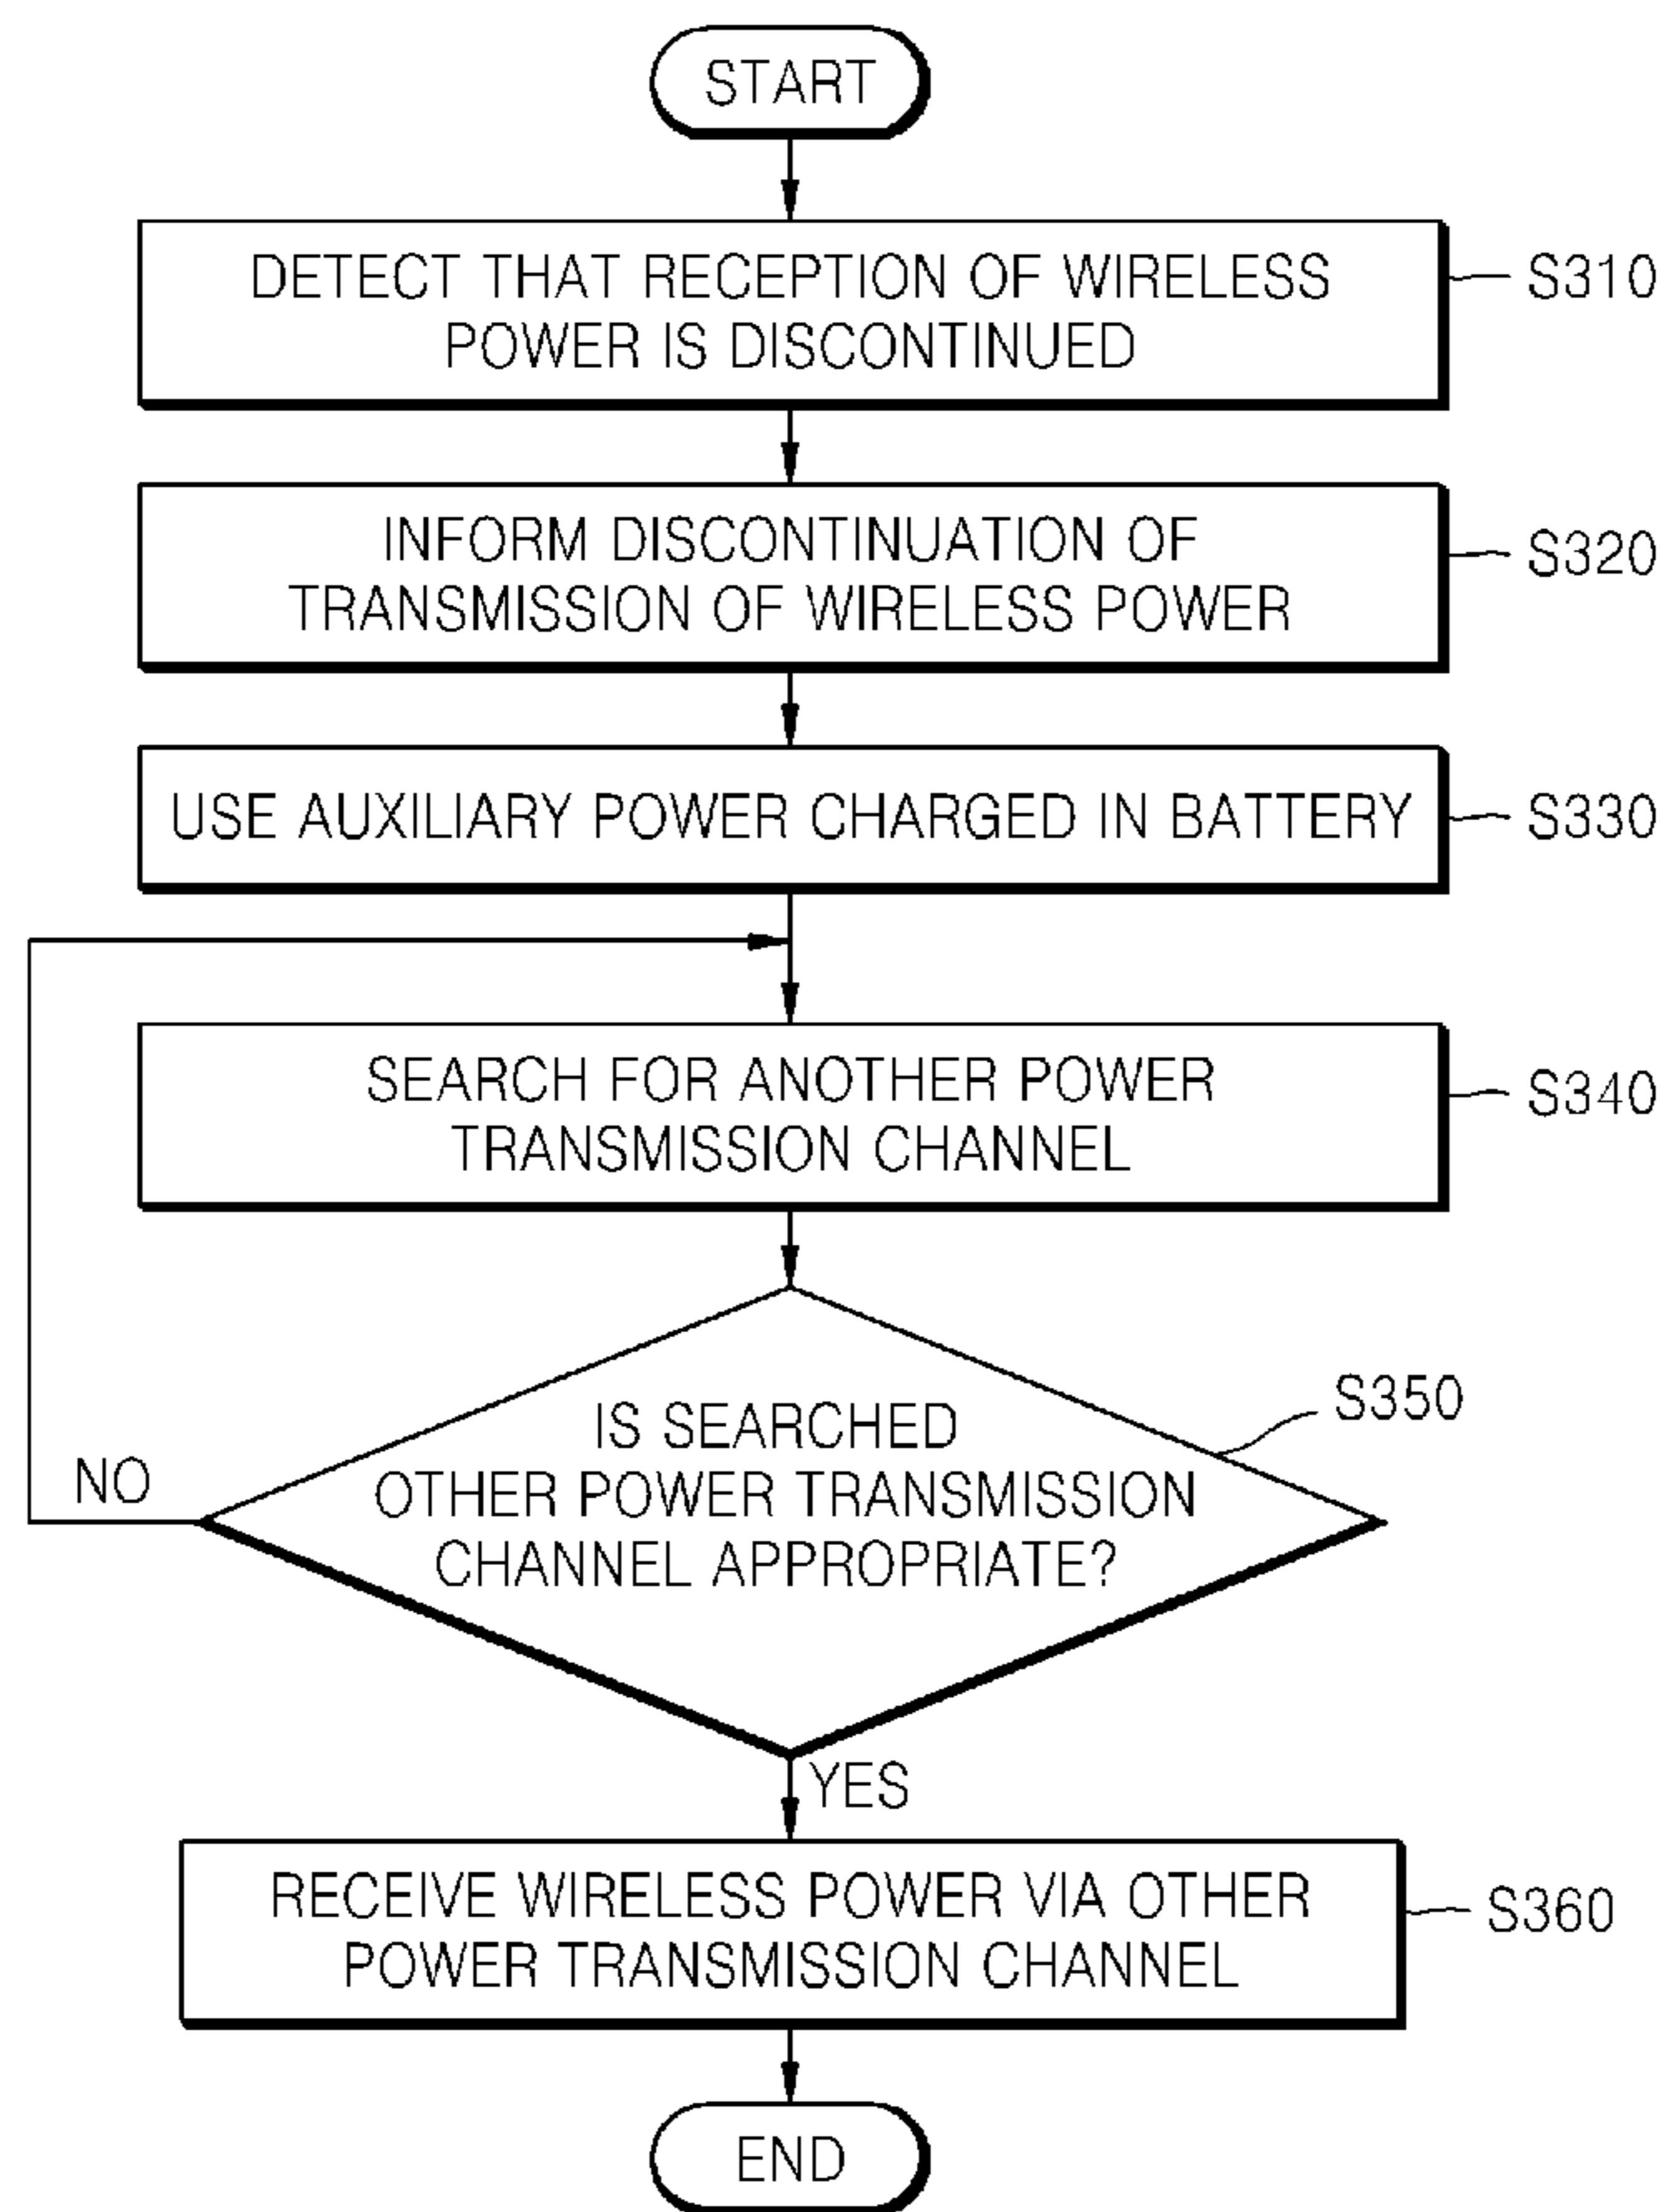 START
DETECT THAT RECEPTION OF WIRELESS
POWER IS DISCONTINUED
S310
INFORM DISCONTINUATION OF
TRANSMISSION OF WIRELESS POWER
S320
USE AUXILIARY POWER CHARGED IN BATTERY
S330
SEARCH FOR ANOTHER POWER
TRANSMISSION CHANNEL
S340
IS SEARCHED
OTHER POWER TRANSMISSION
CHANNEL APPROPRIATE?
S350
NO
YES
RECEIVE WIRELESS POWER VIA OTHER
POWER TRANSMISSION CHANNEL
S360
END